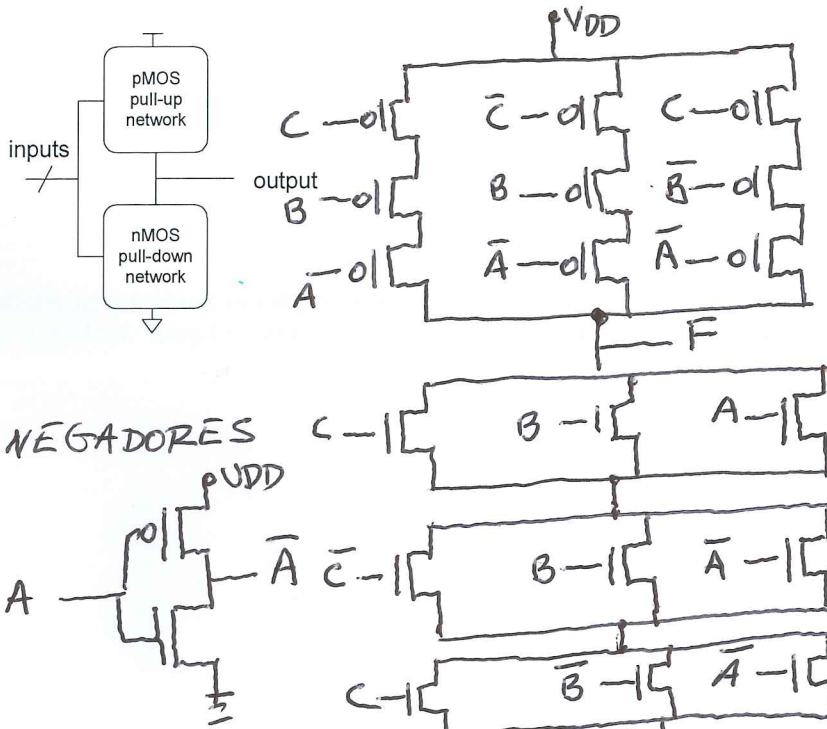 VDD
pMOS
pull-up
network
inputs
output
nMOS
pull-down
network
C
C̅
C
B
B
B̅
A
A̅
A̅
F
C
B
A
NEGADORES
VDD
A
A̅
C̅
B
A̅
C
B̅
A̅